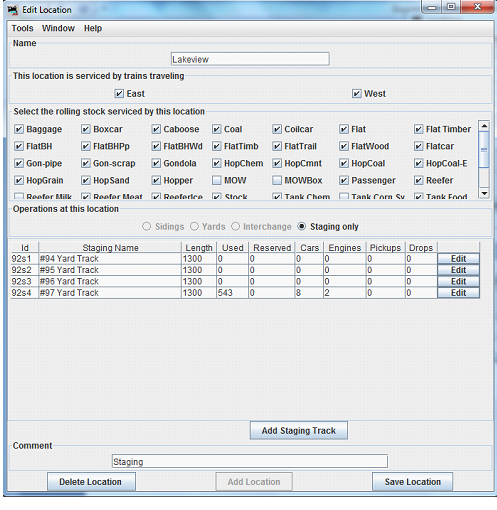 Edit Location
Tools Window Help
Name
Lakeview
This location is serviced by trains traveling
East West
Select the rolling stock serviced by this location
Baggage Boxcar Caboose Coal Coilcar Flat Flat Timber
FlatBH FlatBHPp FlatBHWd FlatTimb FlatTrail FlatWood Flatcar
Gon-pipe Gon-scrap Gondola HopChem HopCmnt HopCoal HopCoal-E
HopGrain HopSand Hopper MOW MOWBox Passenger Reefer
Reefer Milk Reefer Meat ReeferIce Stock Tank Chem Tank Corn Sy Tank Food
Operations at this location
Sidings Yards Interchange Staging only
Id Staging Name Length Used Reserved Cars Engines Pickups Drops
92s1 #94 Yard Track 1300 0 0 0 0 0 0 Edit
92s2 #95 Yard Track 1300 0 0 0 0 0 0 Edit
92s3 #96 Yard Track 1300 0 0 0 0 0 0 Edit
92s4 #97 Yard Track 1300 543 0 8 2 0 0 Edit
Add Staging Track
Comment
Staging
Delete Location Add Location Save Location